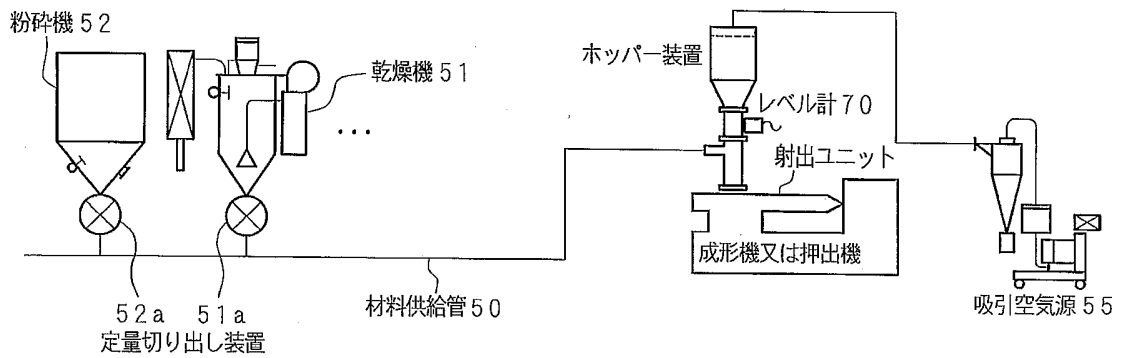 粉砕機52
乾燥機51
・・・
ホッパー装置
レベル計70
射出ユニット
成形機又は押出機
52a 51a
定量切り出し装置
材料供給管50
吸引空気源55